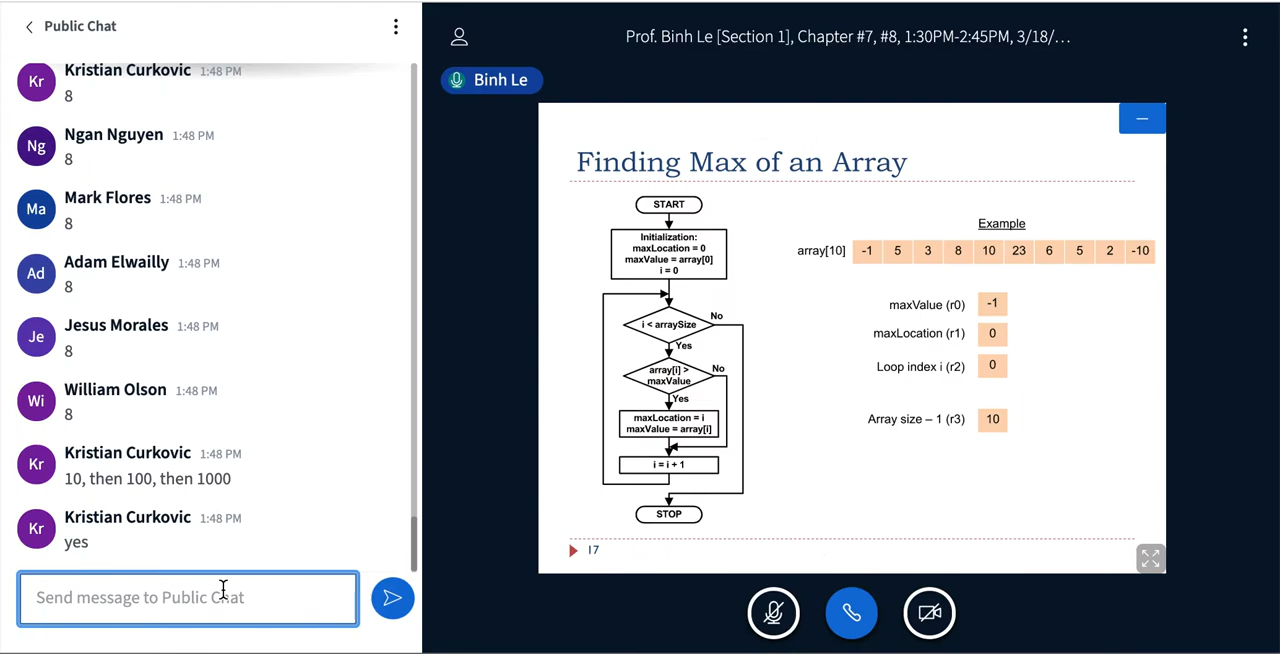 Public Chat
Kr
Kristian Curkovic 1:48 PM
8
Ng
Ngan Nguyen 1:48 PM
8
Ma
Mark Flores 1:48 PM
8
Ad
Adam Elwailly 1:48 PM
8
Je
Jesus Morales 1:48 PM
8
Wi
William Olson 1:48 PM
8
Kr
Kristian Curkovic 1:48 PM
10, then 100, then 1000
Kr
Kristian Curkovic 1:48 PM
yes
Send message to Public Chat
Prof. Binh Le [Section 1], Chapter #7, #8, 1:30PM-2:45PM, 3/18/…
Binh Le
Finding Max of an Array
START
Initialization:
maxLocation = 0
maxValue = array[0]
i = 0
i < arraySize
No
Yes
array[i] >
maxValue
No
Yes
maxLocation = i
maxValue = array[i]
i = i + 1
STOP
Example
array[10] -1 5 3 8 10 23 6 5 2 -10
maxValue (r0) -1
maxLocation (r1) 0
Loop index i (r2) 0
Array size – 1 (r3) 10
17